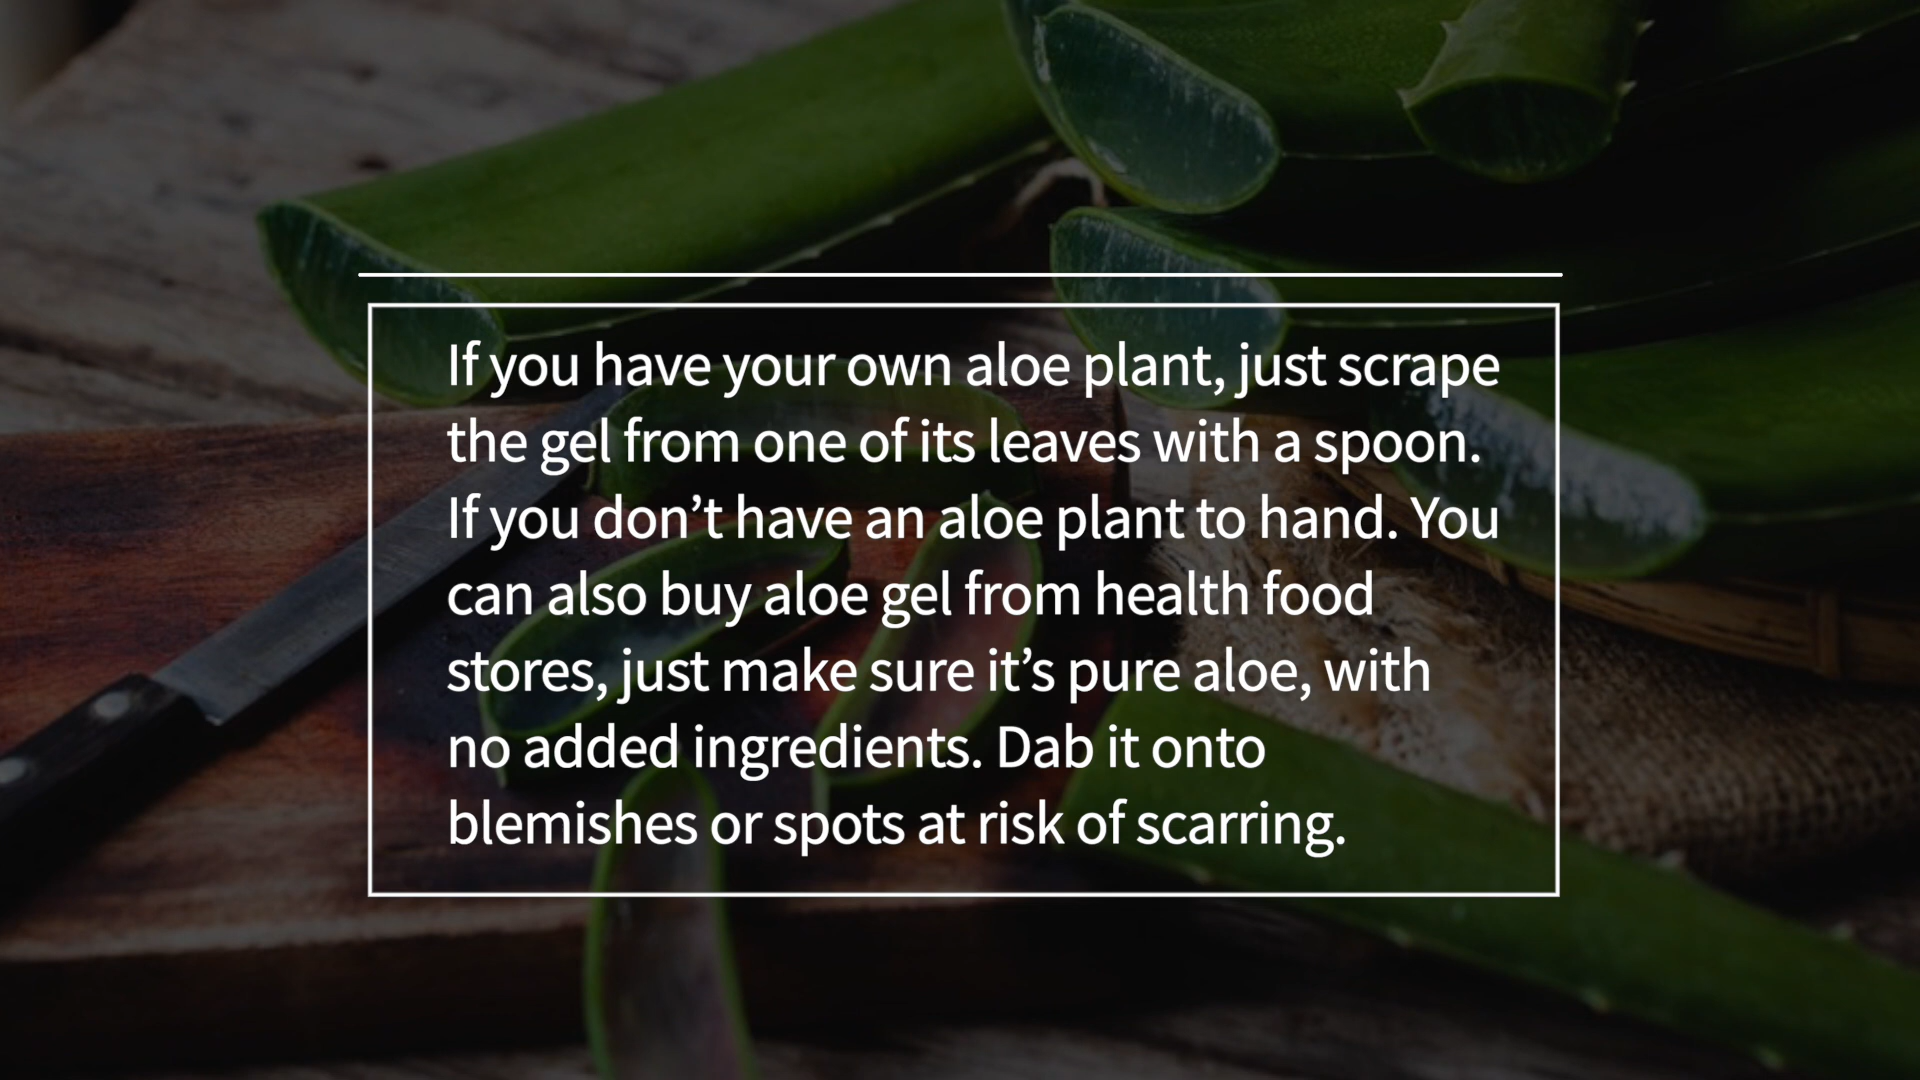 If you have your own aloe plant, just scrape
the gel from one of its leaves with a spoon.
If you don’t have an aloe plant to hand. You
can also buy aloe gel from health food
stores, just make sure it’s pure aloe, with
no added ingredients. Dab it onto
blemishes or spots at risk of scarring.